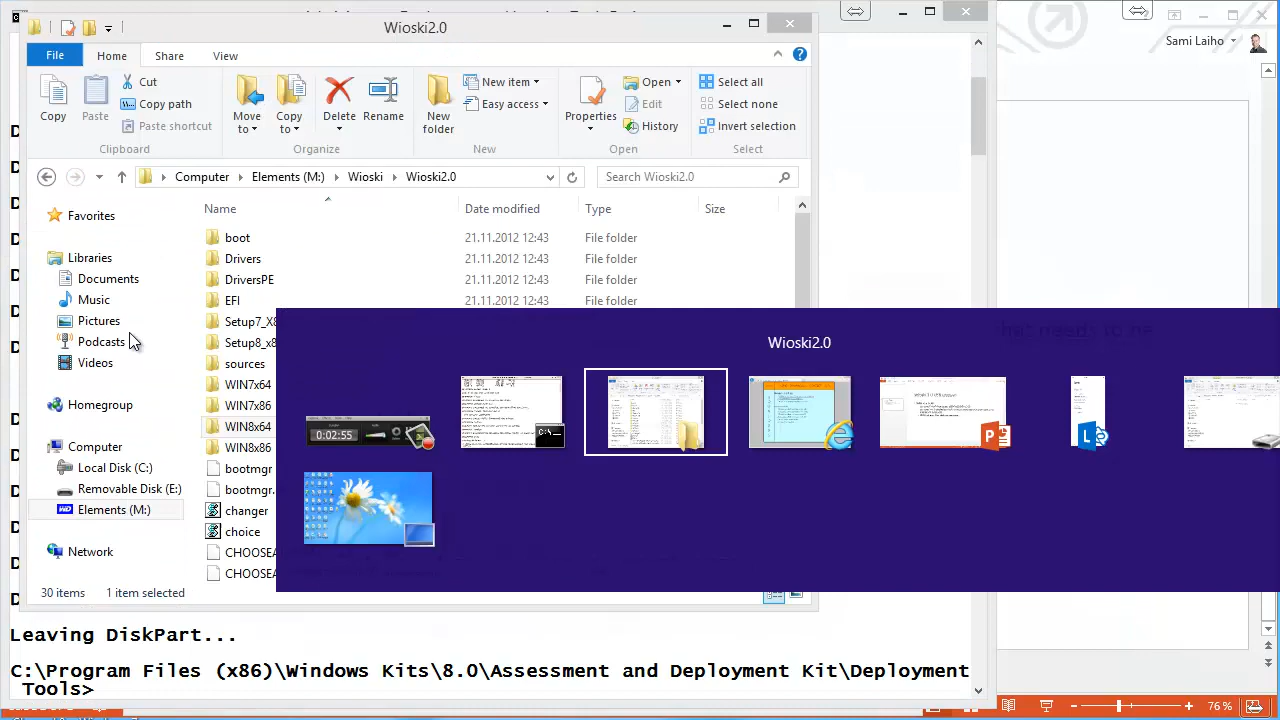 Wioski2.0
Sami Laiho
File
Home
Share
View
Copy
Paste
Cut
Copy path
Paste shortcut
Clipboard
Move to
Copy to
Delete
Rename
Organize
New folder
New item
Easy access
New
Properties
Open
Edit
History
Open
Select all
Select none
Invert selection
Select
Computer
Elements (M:)
Wioski
Wioski2.0
Search Wioski2.0
Name
Date modified
Type
Size
Favorites
Libraries
Documents
Music
Pictures
Podcasts
Videos
Homegroup
Computer
Local Disk (C:)
Removable Disk (E:)
Elements (M:)
Network
boot 21.11.2012 12:43 File folder
Drivers 21.11.2012 12:43 File folder
DriversPE 21.11.2012 12:43 File folder
EFI 21.11.2012 12:43 File folder
Setup7_X8
Setup8_x8
sources
WIN7x64
WIN7x86
WIN8x64
WIN8x86
bootmgr
bootmgr.
changer
choice
CHOOSEA
CHOOSEA
30 items
1 item selected
Wioski2.0
0:02:55
Leaving DiskPart...
C:\Program Files (x86)\Windows Kits\8.0\Assessment and Deployment Kit\Deployment
Tools>
76 %